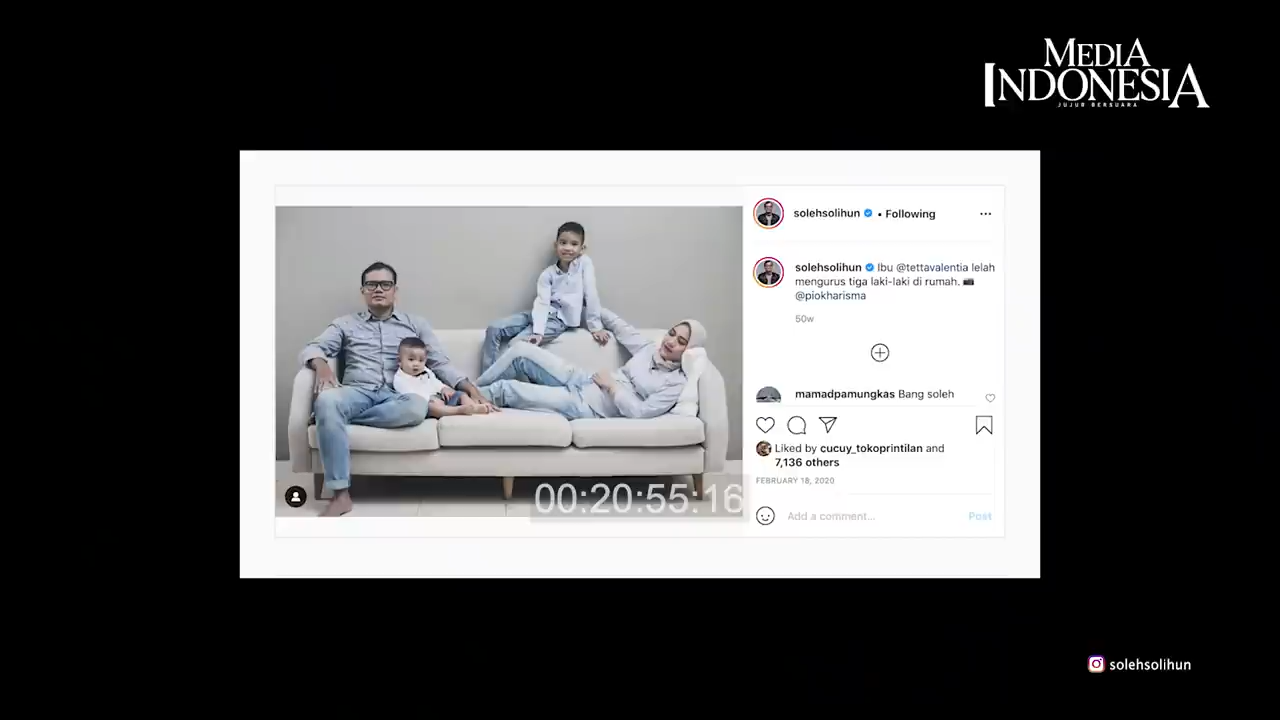 MEDIA
INDONESIA
JUJUR BERSUARA
solehsolihun • Following
solehsolihun Ibu @tettavalentia lelah
mengurus tiga laki-laki di rumah. 📷
@piokharisma
50w
mamadpamungkas Bang soleh
Liked by cucuy_tokoprintilan and
7,136 others
FEBRUARY 18, 2020
Add a comment...
Post
00:20:55:16
solehsolihun